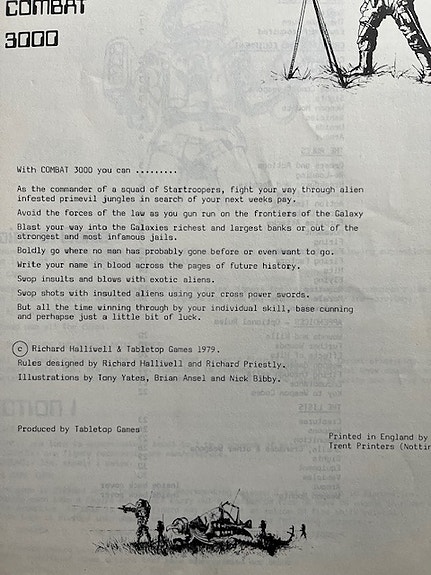 COMBAT
3000
With COMBAT 3000 you can .........
As the commander of a squad of Startroopers, fight your way through alien
infested primevil jungles in search of your next weeks pay.
Avoid the forces of the law as you gun run on the frontiers of the Galaxy
Blast your way into the Galaxies richest and largest banks or out of the
strongest and most infamous jails.
Boldly go where no man has probably gone before or even want to go.
Write your name in blood across the pages of future history.
Swop insults and blows with exotic aliens.
Swop shots with insulted aliens using your cross power swords.
But all the time winning through by your individual skill, base cunning
and perhapse just a little bit of luck.
© Richard Halliwell & Tabletop Games 1979.
Rules designed by Richard Halliwell and Richard Priestly.
Illustrations by Tony Yates, Brian Ansel and Nick Bibby.
Produced by Tabletop Games
Printed in England by
Trent Printers (Nottin